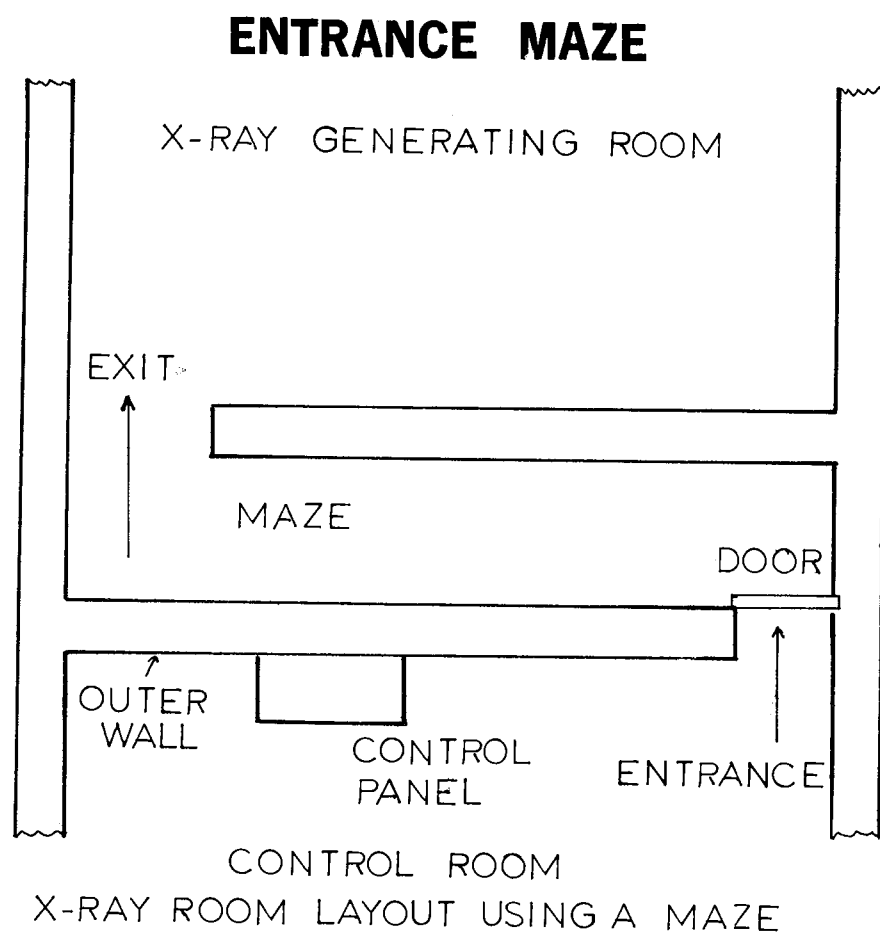 ENTRANCE MAZE
X-RAY GENERATING ROOM
EXIT
MAZE
DOOR
OUTER
WALL
CONTROL
PANEL
ENTRANCE
CONTROL ROOM
X-RAY ROOM LAYOUT USING A MAZE